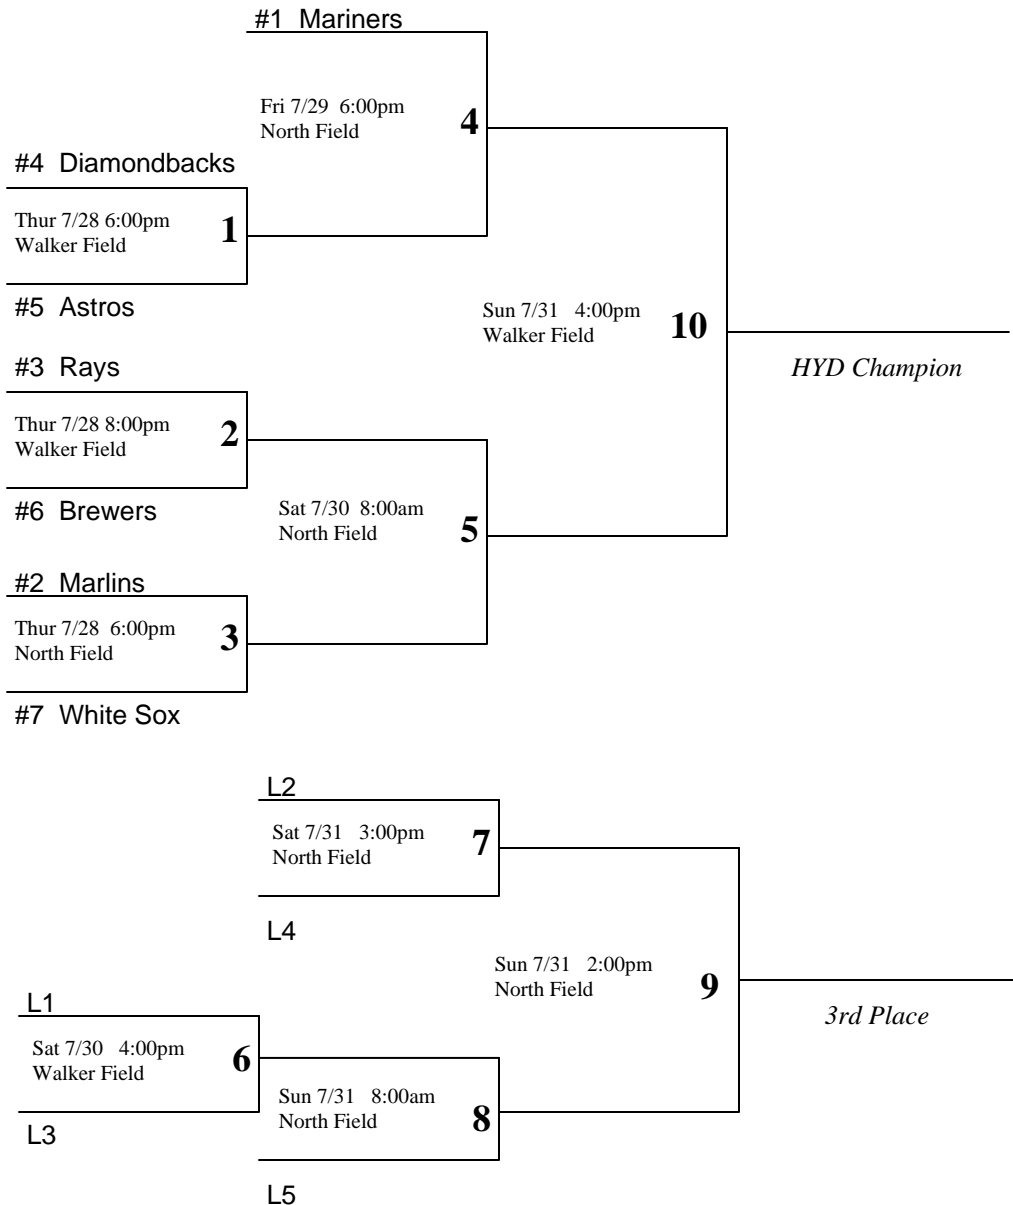 #1 Mariners
Fri 7/29 6:00pm
North Field
4
#4 Diamondbacks
Thur 7/28 6:00pm
Walker Field
1
#5 Astros
Sun 7/31 4:00pm
Walker Field
10
HYD Champion
#3 Rays
Thur 7/28 8:00pm
Walker Field
2
#6 Brewers
Sat 7/30 8:00am
North Field
5
#2 Marlins
Thur 7/28 6:00pm
North Field
3
#7 White Sox
L2
Sat 7/31 3:00pm
North Field
7
L4
Sun 7/31 2:00pm
North Field
9
3rd Place
L1
Sat 7/30 4:00pm
Walker Field
6
L3
Sun 7/31 8:00am
North Field
8
L5